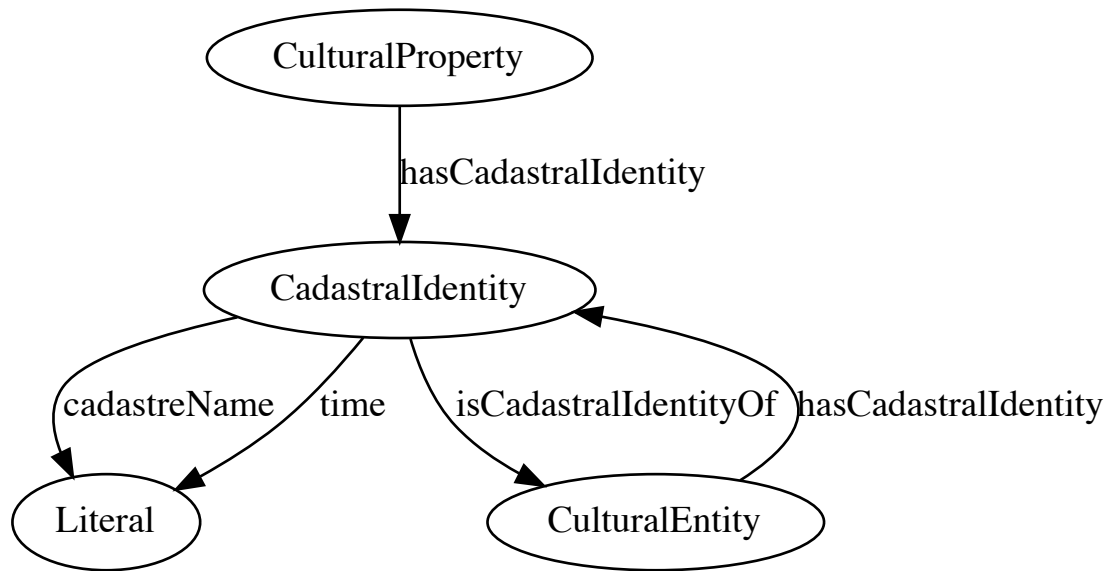 CulturalProperty
hasCadastralIdentity
CadastralIdentity
cadastreName
time
isCadastralIdentityOf
hasCadastralIdentity
Literal
CulturalEntity